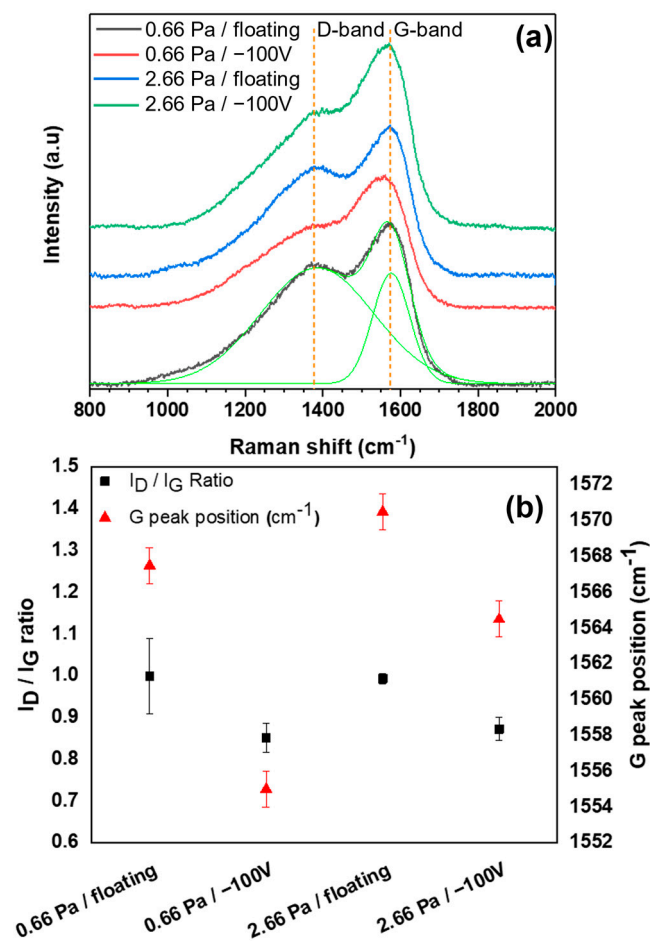 0.66 Pa / floating
0.66 Pa / −100V
2.66 Pa / floating
2.66 Pa / −100V
D-band
G-band
(a)
Intensity (a.u)
800
1000
1200
1400
1600
1800
2000
Raman shift (cm⁻¹)
(b)
I_D / I_G Ratio
G peak position (cm⁻¹)
I_D / I_G ratio
1.5
1.4
1.3
1.2
1.1
1.0
0.9
0.8
0.7
0.6
1572
1570
1568
1566
1564
1562
1560
1558
1556
1554
1552
G peak position (cm⁻¹)
0.66 Pa / floating
0.66 Pa / −100V
2.66 Pa / floating
2.66 Pa / −100V